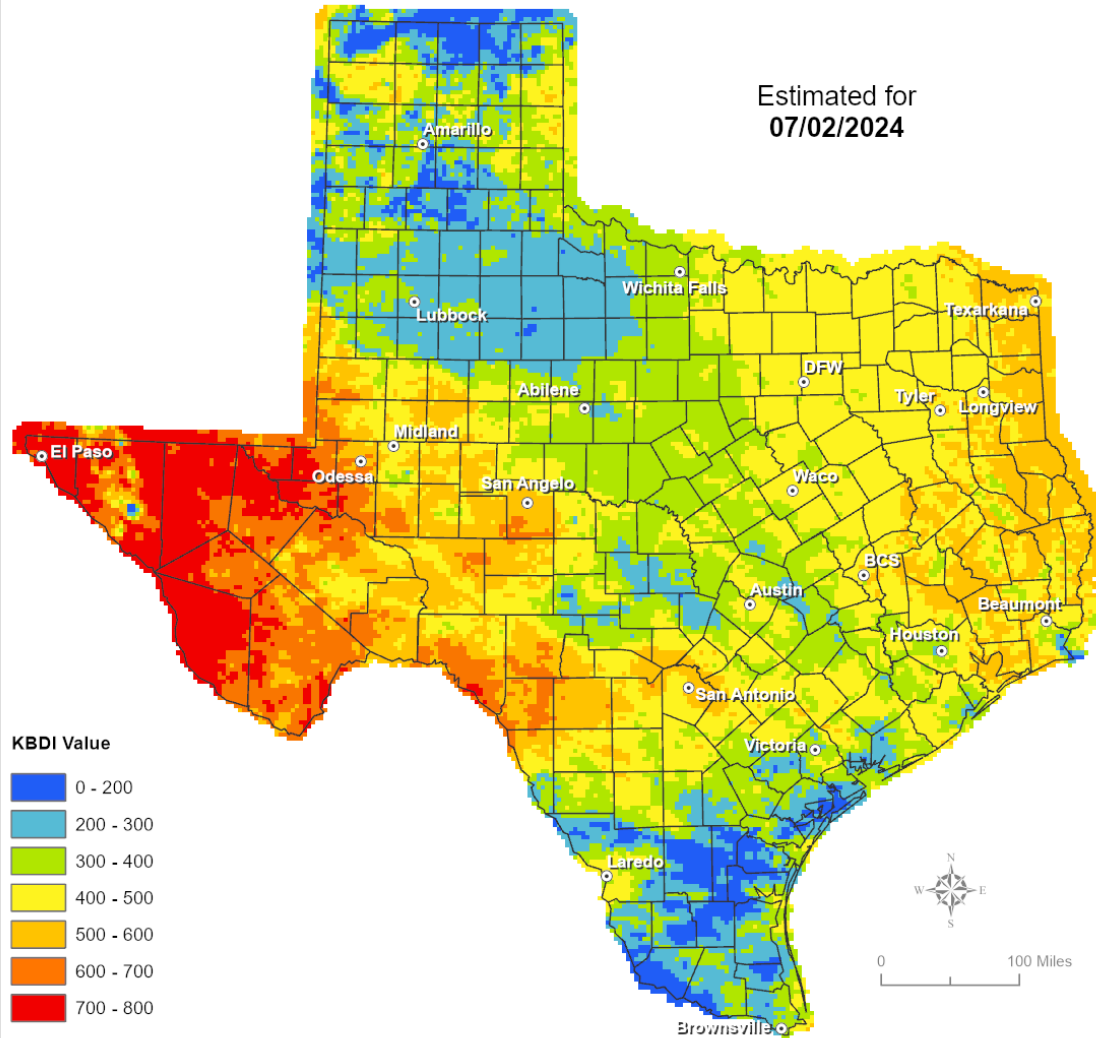 Estimated for
07/02/2024
Amarillo
Wichita Falls
Lubbock
Texarkana
DFW
Abilene
Tyler
Longview
Midland
El Paso
Odessa
San Angelo
Waco
BCS
Austin
Beaumont
Houston
San Antonio
Victoria
Laredo
Brownsville
KBDI Value
0 - 200
200 - 300
300 - 400
400 - 500
500 - 600
600 - 700
700 - 800
N
W E
S
0 100 Miles